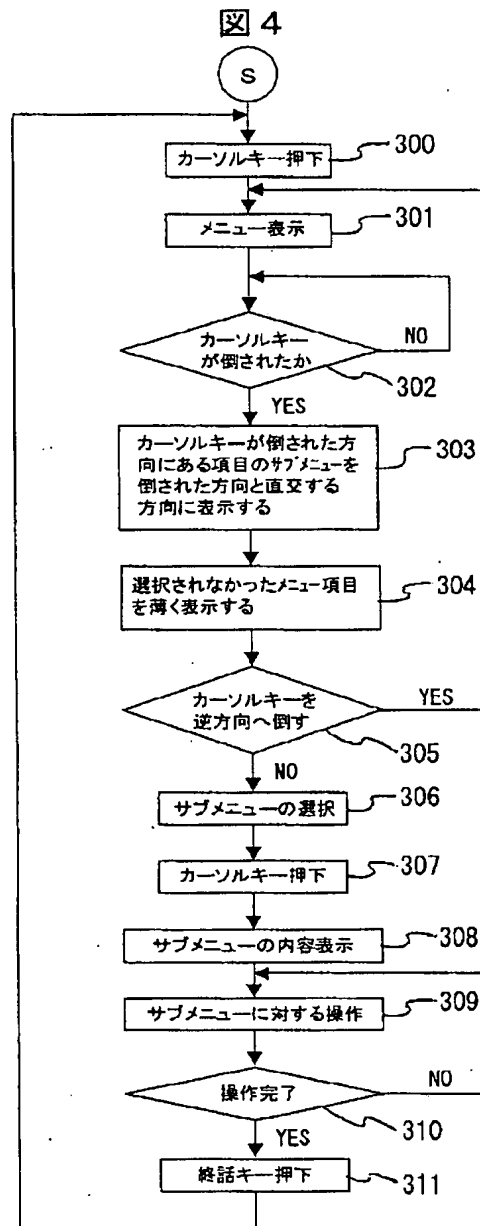 図4
S
カーソルキー押下
300
メニュー表示
301
カーソルキー
が倒されたか
NO
302
YES
カーソルキーが倒された方
向にある項目のサブメニューを
倒された方向と直交する
方向に表示する
303
選択されなかったメニュー項目
を薄く表示する
304
カーソルキーを
逆方向へ倒す
YES
305
NO
サブメニューの選択
306
カーソルキー押下
307
サブメニューの内容表示
308
サブメニューに対する操作
309
操作完了
NO
310
YES
終話キー押下
311